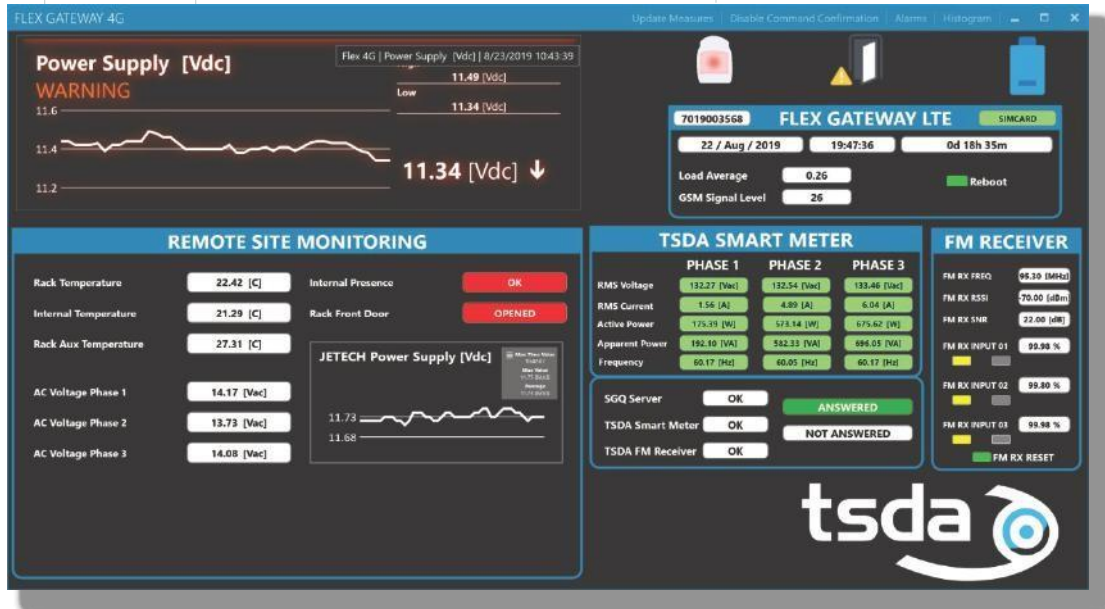 FLEX GATEWAY 4G
Update Measures Disable Command Confirmation Alarms Histogram
Power Supply [Vdc]
Flex 4G | Power Supply [Vdc] | 8/23/2019 10:43:39
WARNING
11.49 [Vdc]
Low
11.34 [Vdc]
11.6
11.4
11.2
11.34 [Vdc]
7019003568 FLEX GATEWAY LTE SIMCARD
22 / Aug / 2019 19:47:36 0d 18h 35m
Load Average 0.26
GSM Signal Level 26
Reboot
REMOTE SITE MONITORING
Rack Temperature 22.42 [C]
Internal Temperature 21.29 [C]
Rack Aux Temperature 27.31 [C]
AC Voltage Phase 1 14.17 [Vac]
AC Voltage Phase 2 13.73 [Vac]
AC Voltage Phase 3 14.08 [Vac]
Internal Presence OK
Rack Front Door OPENED
JETECH Power Supply [Vdc]
Max Value
Average
11.73
11.68
TSDA SMART METER
PHASE 1 PHASE 2 PHASE 3
RMS Voltage 132.27 [Vac] 132.54 [Vac] 133.46 [Vac]
RMS Current 1.56 [A] 4.89 [A] 6.04 [A]
Active Power 175.39 [W] 573.14 [W] 675.62 [W]
Apparent Power 192.10 [VA] 582.33 [VA] 696.05 [VA]
Frequency 60.17 [Hz] 60.05 [Hz] 60.17 [Hz]
SGQ Server OK
TSDA Smart Meter OK
TSDA FM Receiver OK
ANSWERED
NOT ANSWERED
FM RECEIVER
FM RX FREQ 95.30 [MHz]
FM RX RSSI -70.00 [dBm]
FM RX SNR 22.00 [dB]
FM RX INPUT 01 99.98 %
FM RX INPUT 02 99.80 %
FM RX INPUT 03 99.98 %
FM RX RESET
tsda